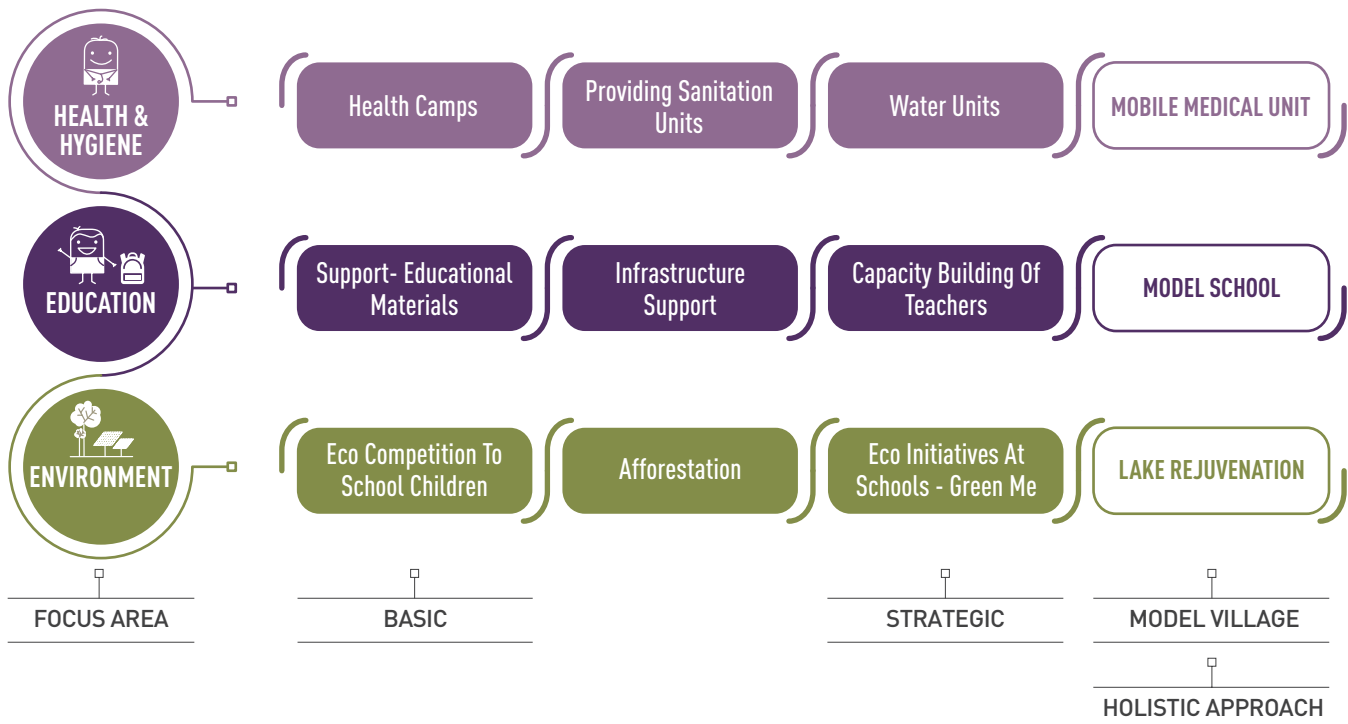 HEALTH &
HYGIENE
Health Camps
Providing Sanitation
Units
Water Units
MOBILE MEDICAL UNIT
EDUCATION
Support- Educational
Materials
Infrastructure
Support
Capacity Building Of
Teachers
MODEL SCHOOL
ENVIRONMENT
Eco Competition To
School Children
Afforestation
Eco Initiatives At
Schools - Green Me
LAKE REJUVENATION
FOCUS AREA
BASIC
STRATEGIC
MODEL VILLAGE
HOLISTIC APPROACH